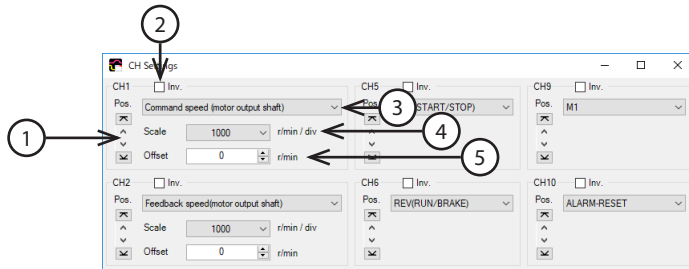 2
CH Settings
CH1 Inv. CH5 Inv. CH9 Inv.
Pos. Command speed (motor output shaft) 3 Pos. START/STOP) Pos. M1
1 Scale 1000 r/min / div 4
Offset 0 r/min 5
CH2 Inv. CH6 Inv. CH10 Inv.
Pos. Feedback speed(motor output shaft) Pos. REV(RUN/BRAKE) Pos. ALARM-RESET
Scale 1000 r/min / div
Offset 0 r/min